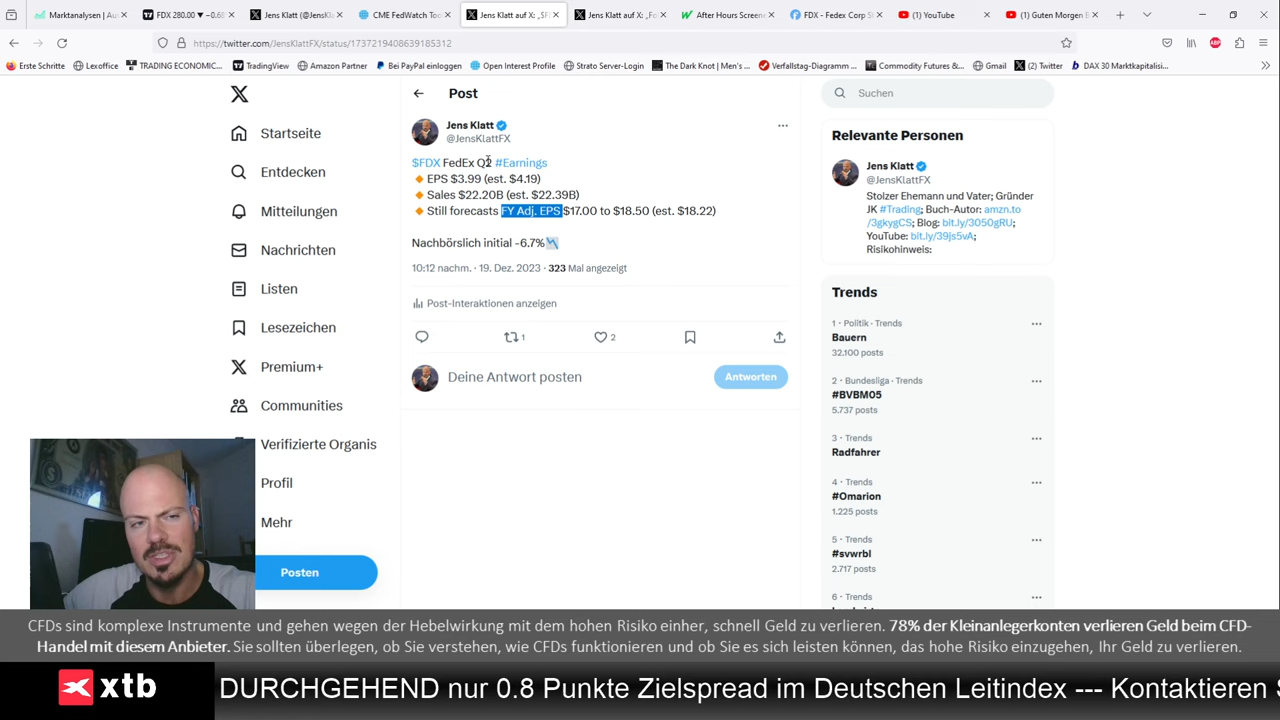 Marktanalysen | Aus
FDX 280.00 ▼ −0.68
Jens Klatt (@JensKl
CME FedWatch Too
Jens Klatt auf X: „$F
Jens Klatt auf X: „Fo
After Hours Screene
FDX - Fedex Corp St
(1) YouTube
(1) Guten Morgen B
https://twitter.com/JensKlattFX/status/1737219408639185312
Erste Schritte
Lexoffice
TRADING ECONOMIC...
TradingView
Amazon Partner
Bei PayPal einloggen
Open Interest Profile
Strato Server-Login
The Dark Knot | Men's ...
Verfallstag-Diagramm ...
Commodity Futures &...
Gmail
(2) Twitter
DAX 30 Marktkapitalisi...
Startseite
Entdecken
Mitteilungen
Nachrichten
Listen
Lesezeichen
Premium+
Communities
Verifizierte Organis
Profil
Mehr
Posten
Post
Jens Klatt
@JensKlattFX
$FDX FedEx Q2 #Earnings
🔸EPS $3.99 (est. $4.19)
🔸Sales $22.20B (est. $22.39B)
🔸Still forecasts FY Adj. EPS $17.00 to $18.50 (est. $18.22)
Nachbörslich initial -6.7%📉
10:12 nachm. · 19. Dez. 2023 · 323 Mal angezeigt
Post-Interaktionen anzeigen
1
2
Deine Antwort posten
Antworten
Suchen
Relevante Personen
Jens Klatt
@JensKlattFX
Stolzer Ehemann und Vater; Gründer
JK #Trading; Buch-Autor: amzn.to
/3gkygCS; Blog: bit.ly/3050gRU;
YouTube: bit.ly/39js5vA;
Risikohinweis:
Trends
1 · Politik · Trends
Bauern
32.100 posts
2 · Bundesliga · Trends
#BVBM05
5.737 posts
3 · Trends
Radfahrer
4 · Trends
#Omarion
1.225 posts
5 · Trends
#svwrbl
2.717 posts
6 · Trends
CFDs sind komplexe Instrumente und gehen wegen der Hebelwirkung mit dem hohen Risiko einher, schnell Geld zu verlieren. 78% der Kleinanlegerkonten verlieren Geld beim CFD-
Handel mit diesem Anbieter. Sie sollten überlegen, ob Sie verstehen, wie CFDs funktionieren und ob Sie es sich leisten können, das hohe Risiko einzugehen, Ihr Geld zu verlieren.
xtb
DURCHGEHEND nur 0.8 Punkte Zielspread im Deutschen Leitindex --- Kontaktieren S